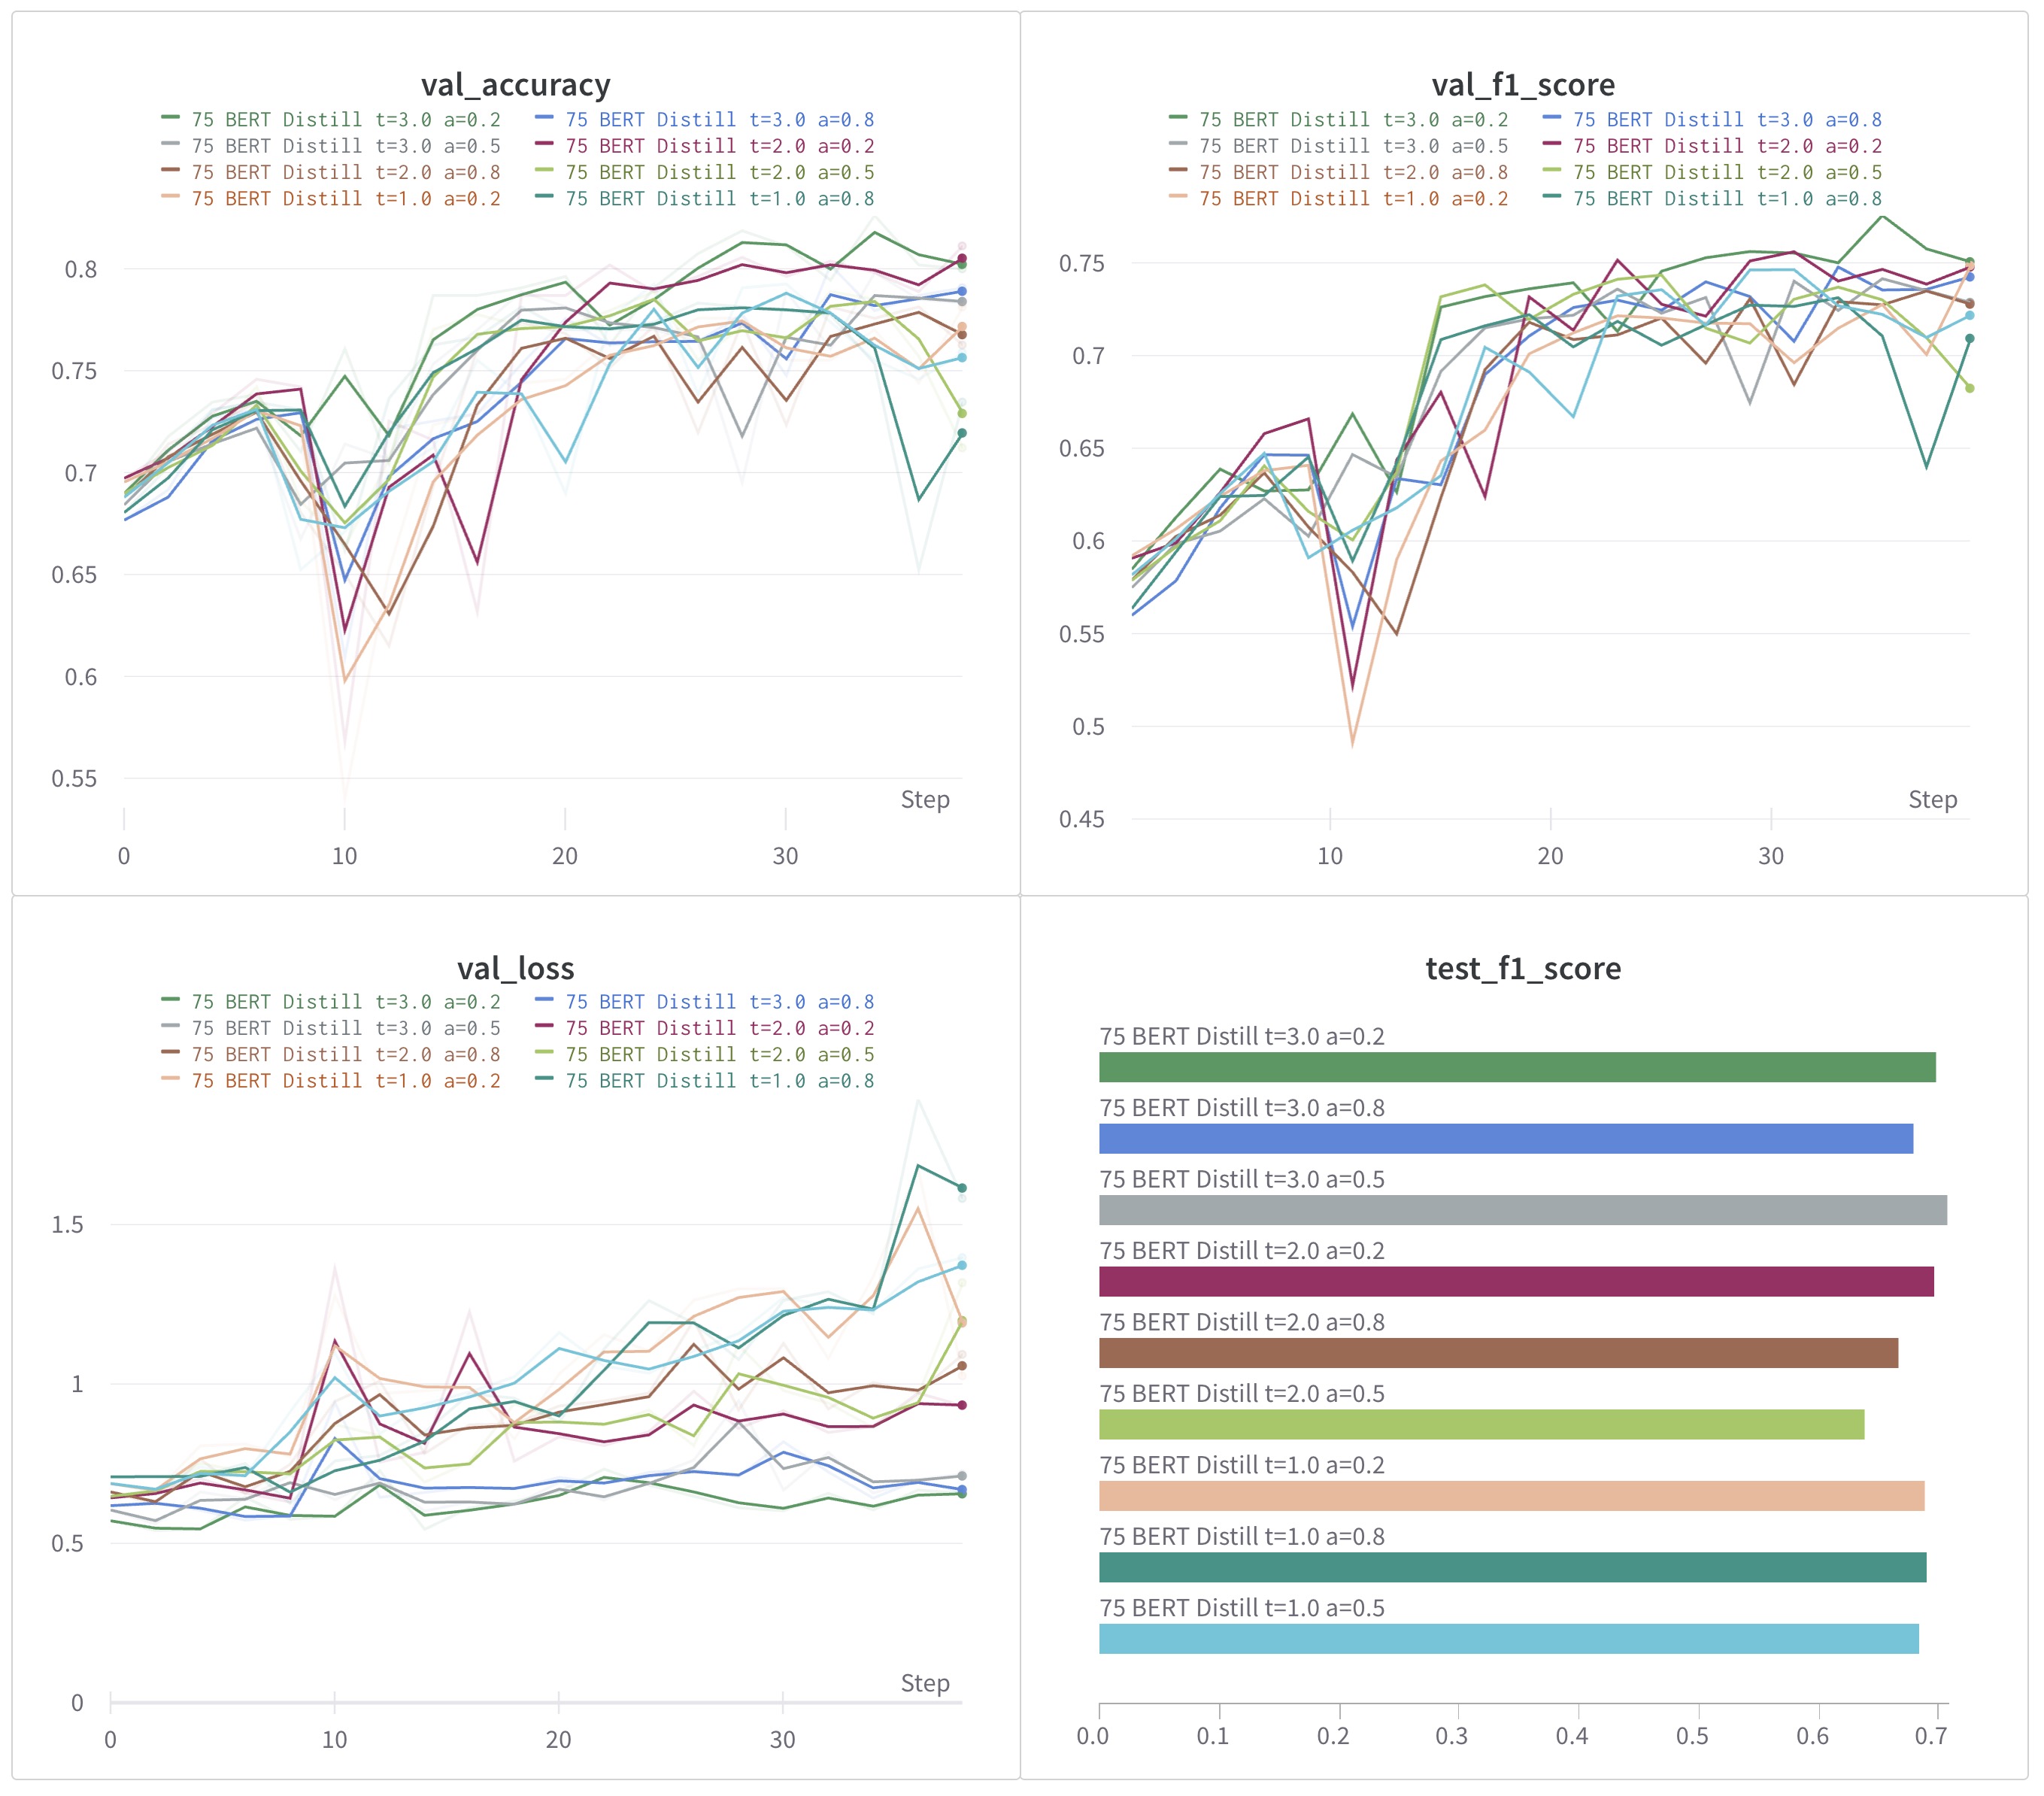 val_accuracy
75 BERT Distill t=3.0 a=0.2 75 BERT Distill t=3.0 a=0.8
75 BERT Distill t=3.0 a=0.5 75 BERT Distill t=2.0 a=0.2
75 BERT Distill t=2.0 a=0.8 75 BERT Distill t=2.0 a=0.5
75 BERT Distill t=1.0 a=0.2 75 BERT Distill t=1.0 a=0.8
0.8
0.75
0.7
0.65
0.6
0.55
Step
0 10 20 30
val_f1_score
75 BERT Distill t=3.0 a=0.2 75 BERT Distill t=3.0 a=0.8
75 BERT Distill t=3.0 a=0.5 75 BERT Distill t=2.0 a=0.2
75 BERT Distill t=2.0 a=0.8 75 BERT Distill t=2.0 a=0.5
75 BERT Distill t=1.0 a=0.2 75 BERT Distill t=1.0 a=0.8
0.75
0.7
0.65
0.6
0.55
0.5
Step
0.45
10 20 30
val_loss
75 BERT Distill t=3.0 a=0.2 75 BERT Distill t=3.0 a=0.8
75 BERT Distill t=3.0 a=0.5 75 BERT Distill t=2.0 a=0.2
75 BERT Distill t=2.0 a=0.8 75 BERT Distill t=2.0 a=0.5
75 BERT Distill t=1.0 a=0.2 75 BERT Distill t=1.0 a=0.8
1.5
1
0.5
Step
0
0 10 20 30
test_f1_score
75 BERT Distill t=3.0 a=0.2
75 BERT Distill t=3.0 a=0.8
75 BERT Distill t=3.0 a=0.5
75 BERT Distill t=2.0 a=0.2
75 BERT Distill t=2.0 a=0.8
75 BERT Distill t=2.0 a=0.5
75 BERT Distill t=1.0 a=0.2
75 BERT Distill t=1.0 a=0.8
75 BERT Distill t=1.0 a=0.5
0.0 0.1 0.2 0.3 0.4 0.5 0.6 0.7